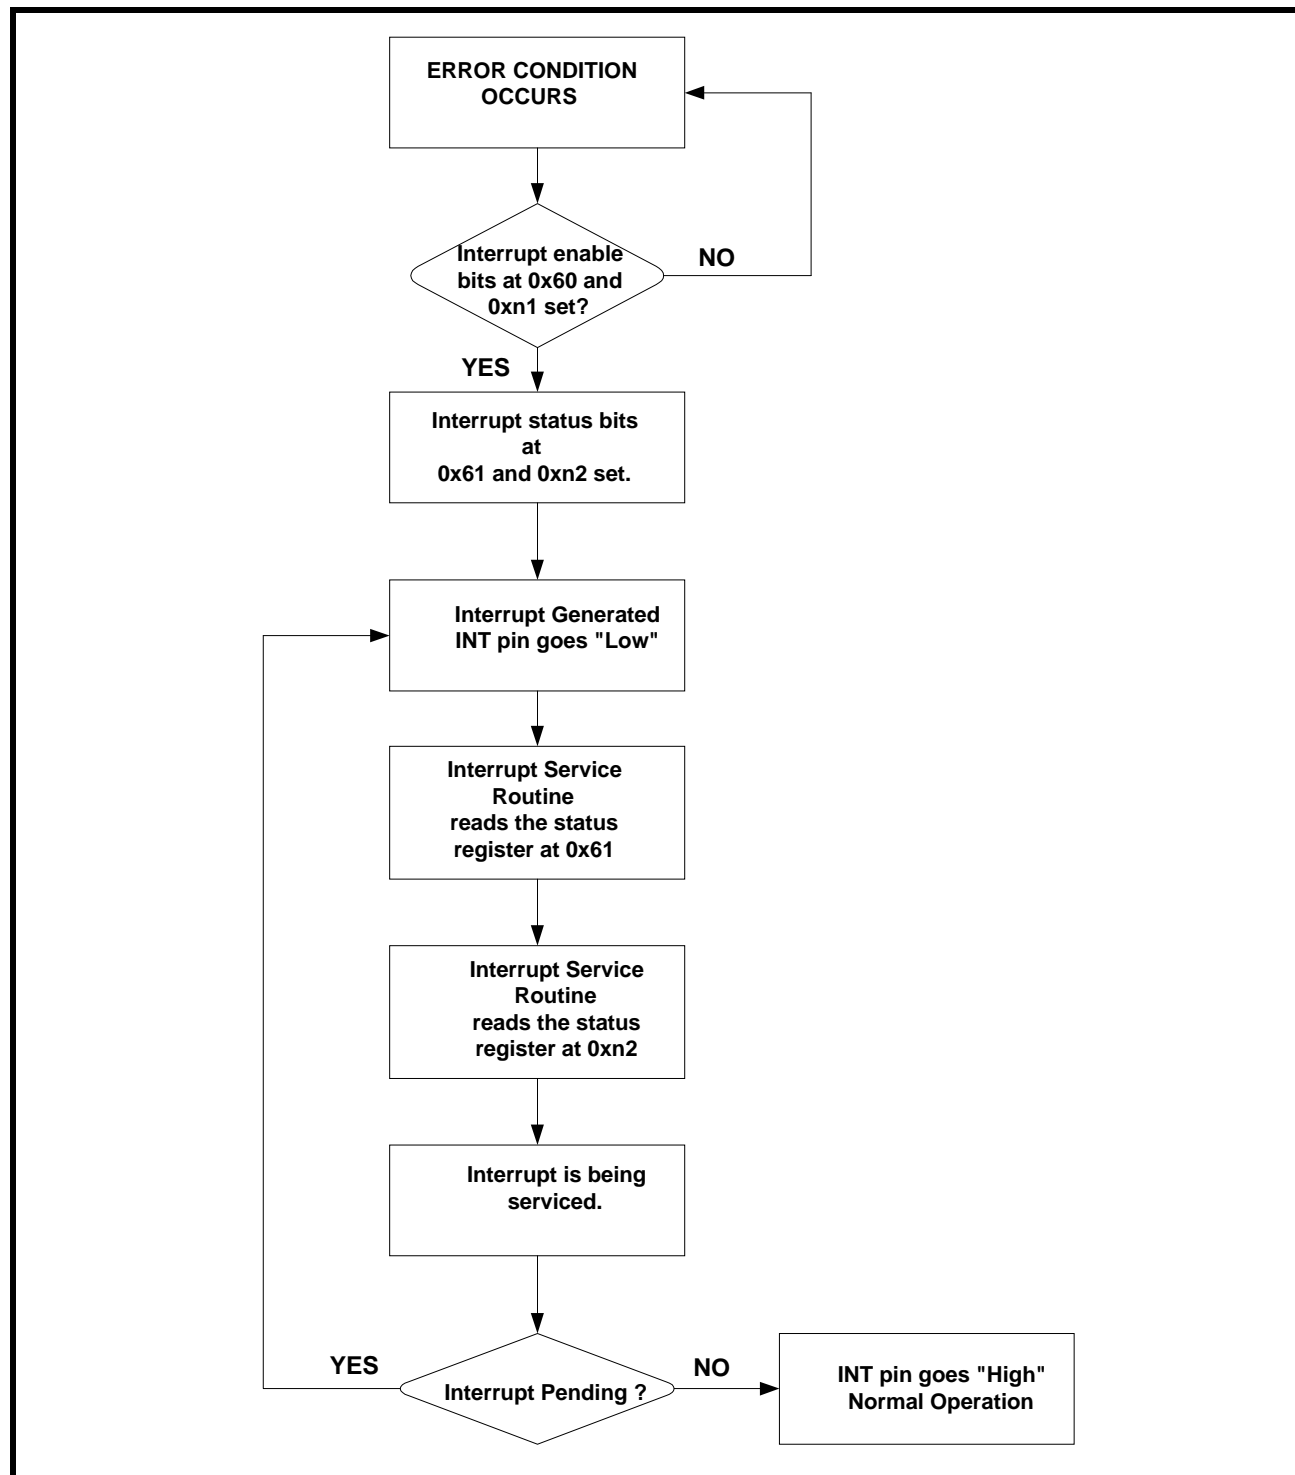 ERROR CONDITION
OCCURS
Interrupt enable
bits at 0x60 and
0xn1 set?
NO
YES
Interrupt status bits
at
0x61 and 0xn2 set.
Interrupt Generated
INT pin goes "Low"
Interrupt Service
Routine
reads the status
register at 0x61
Interrupt Service
Routine
reads the status
register at 0xn2
Interrupt is being
serviced.
YES
Interrupt Pending ?
NO
INT pin goes "High"
Normal Operation